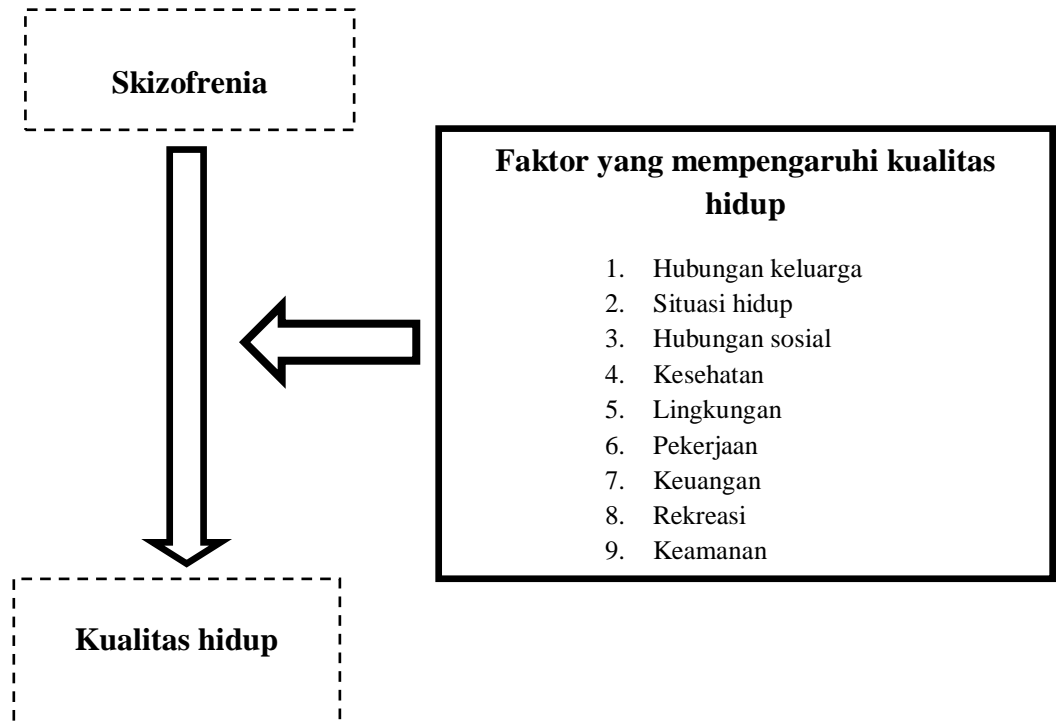 Skizofrenia
Faktor yang mempengaruhi kualitas
hidup
1. Hubungan keluarga
2. Situasi hidup
3. Hubungan sosial
4. Kesehatan
5. Lingkungan
6. Pekerjaan
7. Keuangan
8. Rekreasi
9. Keamanan
Kualitas hidup